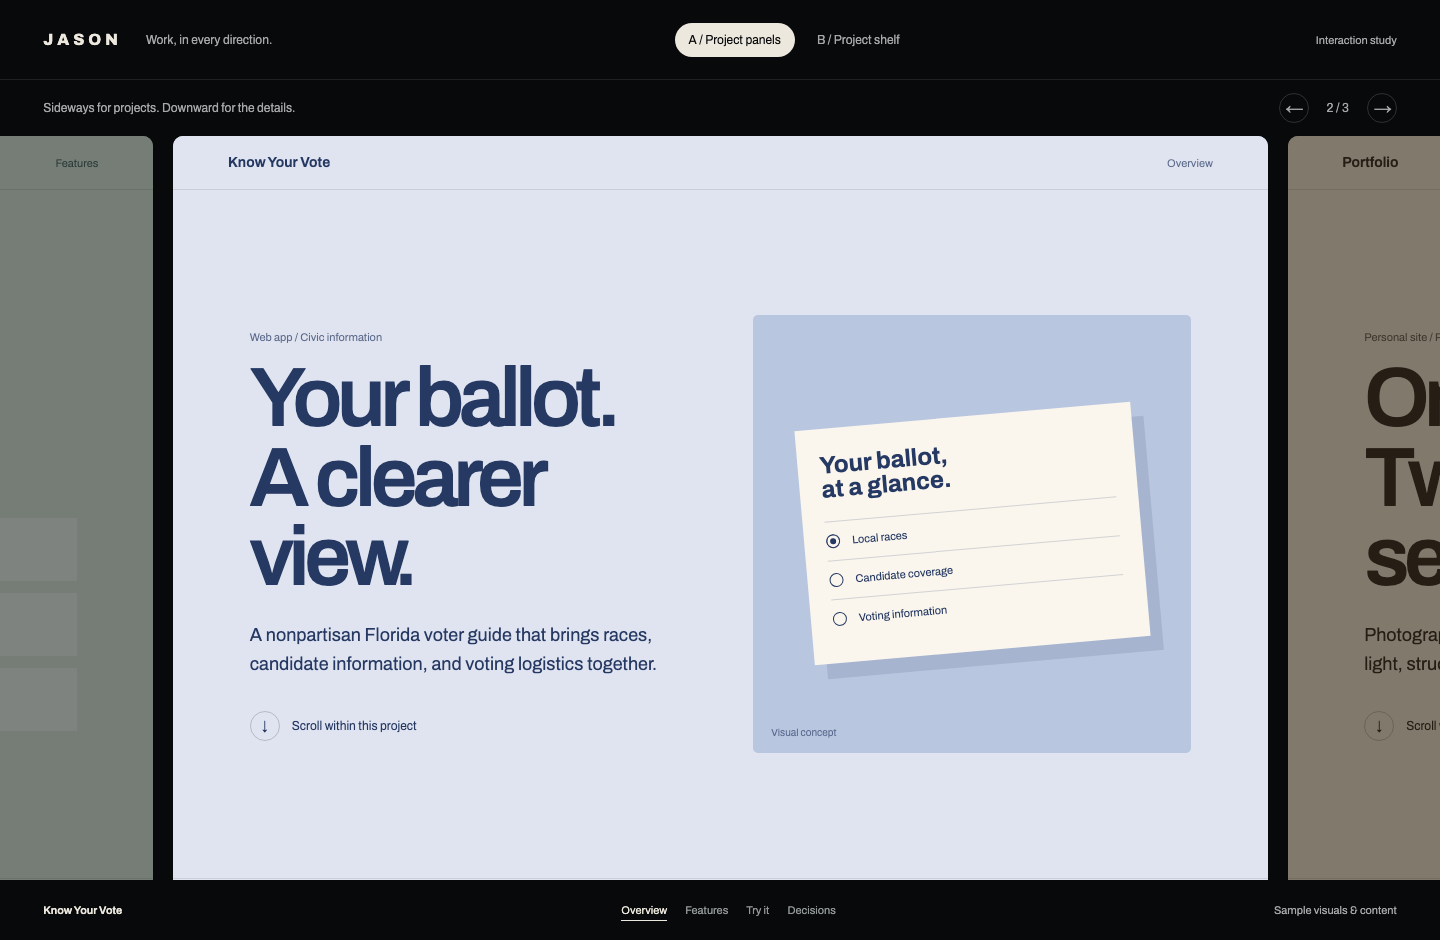 JASON
Work, in every direction.
A / Project panels
B / Project shelf
Interaction study
Sideways for projects. Downward for the details.
←
2 / 3
→
Features
Know Your Vote
Overview
Web app / Civic information
Your ballot.
A clearer
view.
A nonpartisan Florida voter guide that brings races,
candidate information, and voting logistics together.
↓
Scroll within this project
Your ballot,
at a glance.
Local races
Candidate coverage
Voting information
Visual concept
Portfolio
Personal site /
↓
Scroll
Know Your Vote
Overview
Features
Try it
Decisions
Sample visuals & content